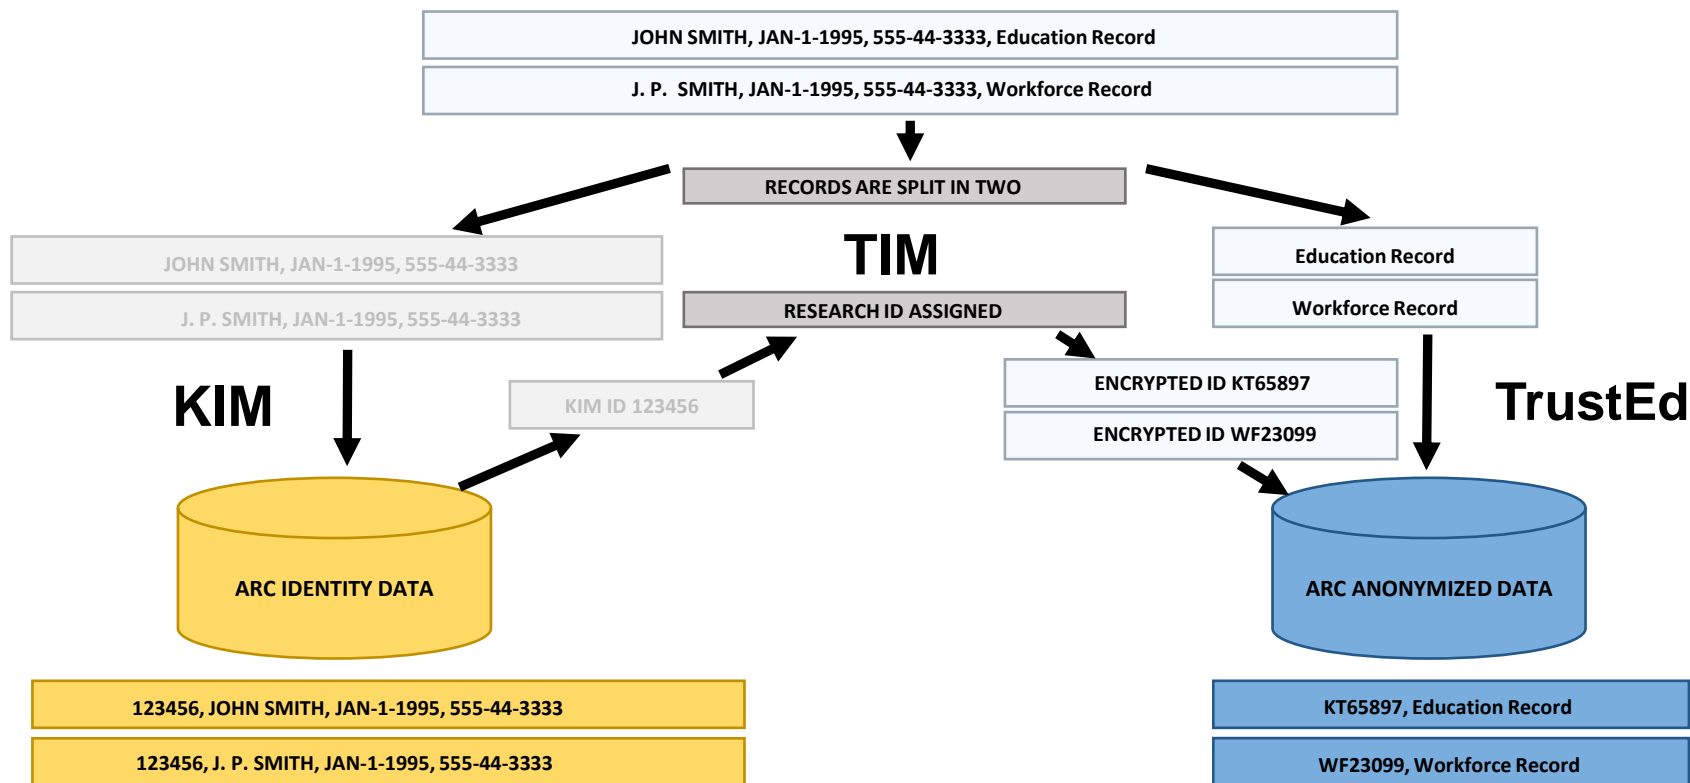 JOHN SMITH, JAN-1-1995, 555-44-3333, Education Record
J. P. SMITH, JAN-1-1995, 555-44-3333, Workforce Record
RECORDS ARE SPLIT IN TWO
JOHN SMITH, JAN-1-1995, 555-44-3333
J. P. SMITH, JAN-1-1995, 555-44-3333
TIM
Education Record
Workforce Record
RESEARCH ID ASSIGNED
KIM
KIM ID 123456
ENCRYPTED ID KT65897
ENCRYPTED ID WF23099
TrustEd
ARC IDENTITY DATA
ARC ANONYMIZED DATA
123456, JOHN SMITH, JAN-1-1995, 555-44-3333
123456, J. P. SMITH, JAN-1-1995, 555-44-3333
KT65897, Education Record
WF23099, Workforce Record